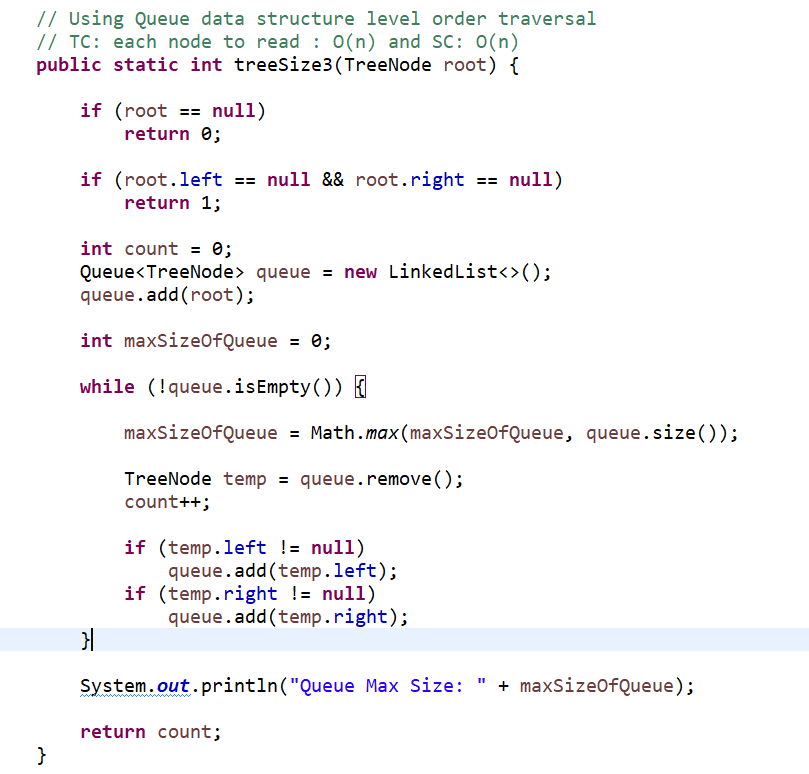 // Using Queue data structure level order traversal
// TC: each node to read : O(n) and SC: O(n)
public static int treeSize3(TreeNode root) {
if (root == null)
return 0;
if (root.left == null && root.right == null)
return 1;
int count = 0;
Queue<TreeNode> queue = new LinkedList<>();
queue.add(root);
int maxSizeOfQueue = 0;
while (!queue.isEmpty()) {
maxSizeOfQueue = Math.max(maxSizeOfQueue, queue.size());
TreeNode temp = queue.remove();
count++;
if (temp.left != null)
queue.add(temp.left);
if (temp.right != null)
queue.add(temp.right);
}
System.out.println("Queue Max Size: " + maxSizeOfQueue);
return count;
}